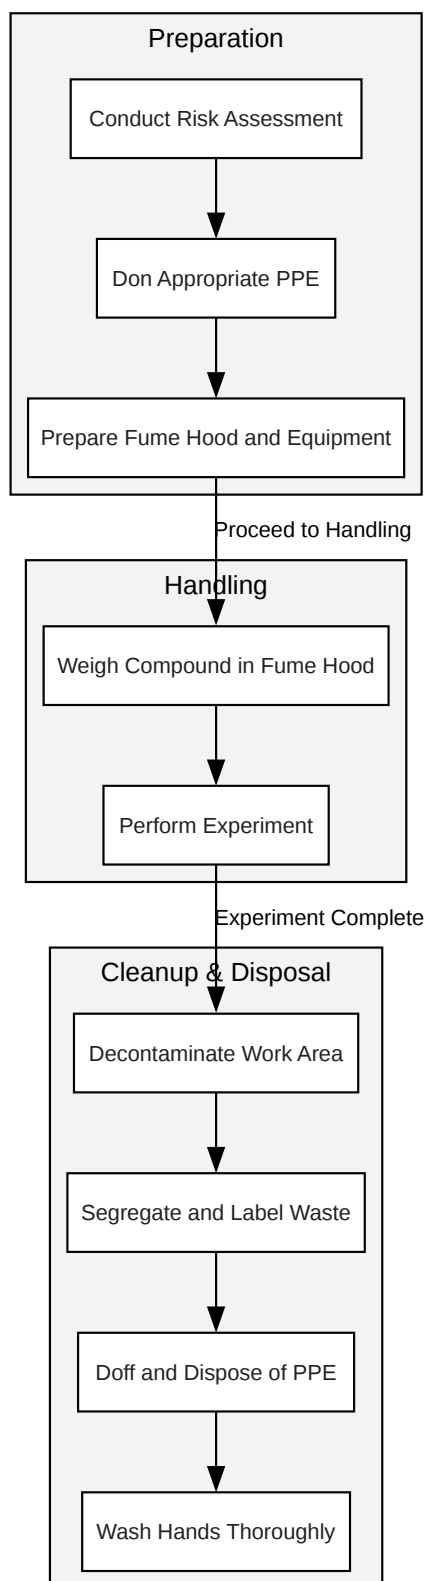 Preparation
Conduct Risk Assessment
Don Appropriate PPE
Prepare Fume Hood and Equipment
Proceed to Handling
Handling
Weigh Compound in Fume Hood
Perform Experiment
Experiment Complete
Cleanup & Disposal
Decontaminate Work Area
Segregate and Label Waste
Doff and Dispose of PPE
Wash Hands Thoroughly